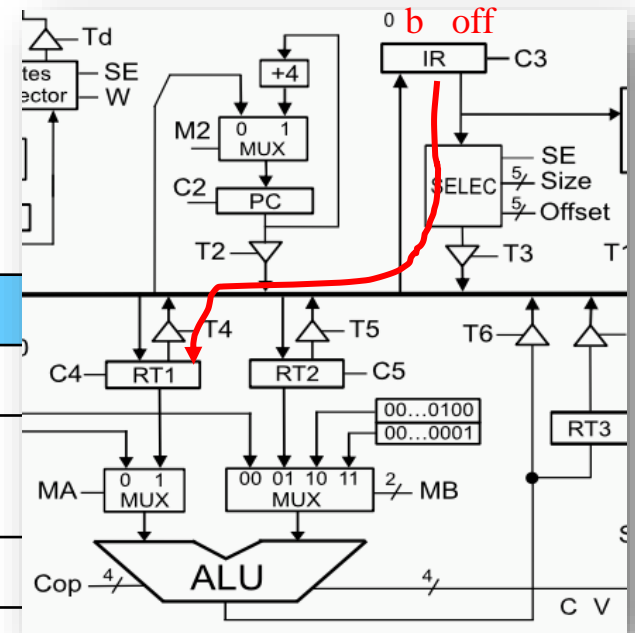 0 b off
Td
IR
C3
tes
ector
SE
W
+4
M2
0 1
MUX
C2
PC
SELEC
SE
5 Size
5 Offset
T2
T3
T1
T4
T5
T6
C4
RT1
RT2
C5
00...0100
00...0001
RT3
MA
0 1
MUX
00 01 10 11
MUX
2 MB
Cop 4
ALU
4
C V